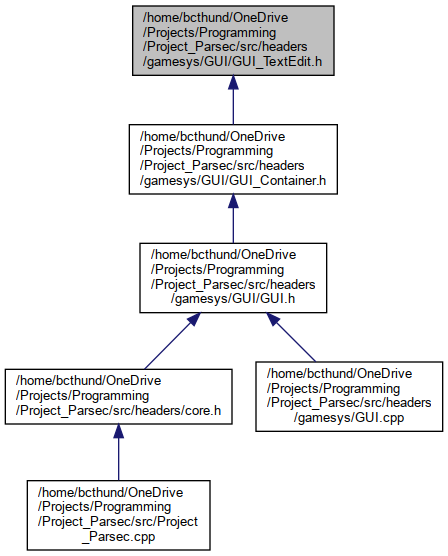 /home/bcthund/OneDrive
/Projects/Programming
/Project_Parsec/src/headers
/gamesys/GUI/GUI_TextEdit.h
/home/bcthund/OneDrive
/Projects/Programming
/Project_Parsec/src/headers
/gamesys/GUI/GUI_Container.h
/home/bcthund/OneDrive
/Projects/Programming
/Project_Parsec/src/headers
/gamesys/GUI/GUI.h
/home/bcthund/OneDrive
/Projects/Programming
/Project_Parsec/src/headers/core.h
/home/bcthund/OneDrive
/Projects/Programming
/Project_Parsec/src/headers
/gamesys/GUI.cpp
/home/bcthund/OneDrive
/Projects/Programming
/Project_Parsec/src/Project
_Parsec.cpp